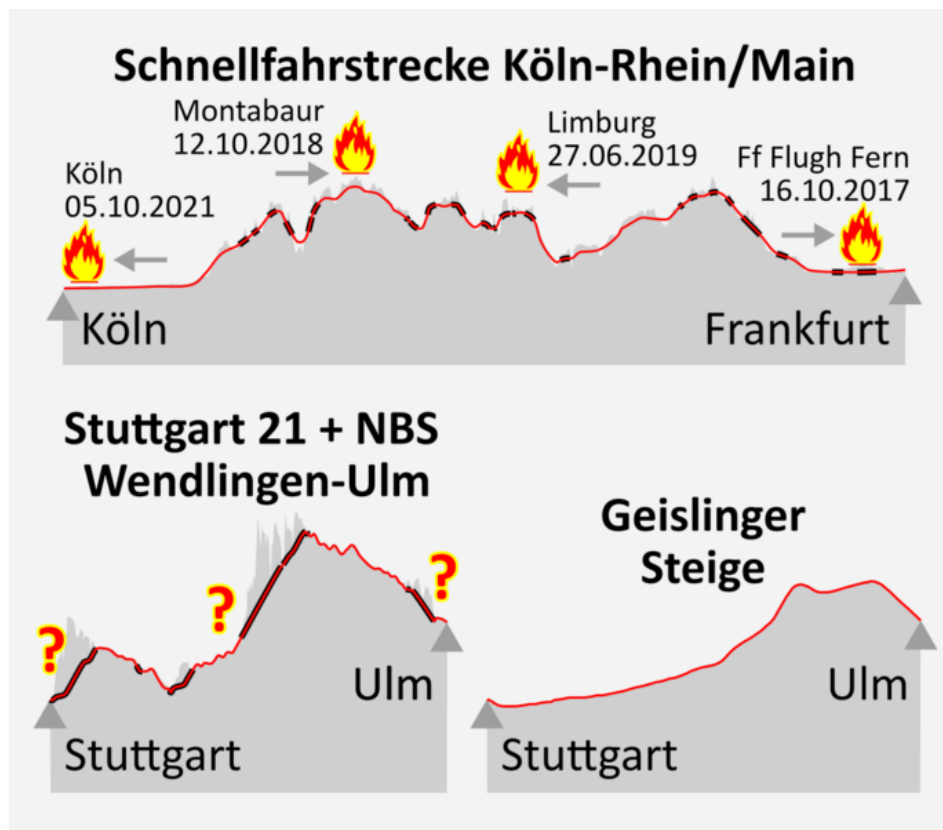 Schnellfahrstrecke Köln-Rhein/Main
Montabaur
12.10.2018
Limburg
27.06.2019
Ff Flugh Fern
16.10.2017
Köln
05.10.2021
Köln
Frankfurt
Stuttgart 21 + NBS
Wendlingen-Ulm
?
?
?
Ulm
Stuttgart
Geislinger
Steige
Ulm
Stuttgart